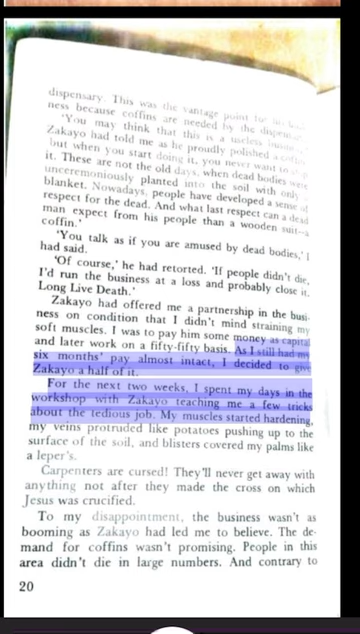 dispensary. This was the vantage point for his
ness because coffins are needed by the
'You may think that this is a useless
Zakayo had told me as he proudly polished a coffin
but when you start doing it, you never want to
it. These are not the old days, when dead bodies were
unceremoniously planted into the soil with only a
blanket. Nowadays, people have developed a sense of
respect for the dead. And what last respect can a dead
man expect from his people than a wooden suit—a
coffin.'
'You talk as if you are amused by dead bodies,' I
had said.
'Of course,' he had retorted. 'If people didn't die,
I'd run the business at a loss and probably close it.
Long Live Death.'
Zakayo had offered me a partnership in the busi-
ness on condition that I didn't mind straining my
soft muscles. I was to pay him some money as capital
and later work on a fifty-fifty basis. As I still had my
six months' pay almost intact, I decided to give
Zakayo a half of it.
For the next two weeks, I spent my days in the
workshop with Zakayo teaching me a few tricks
about the tedious job. My muscles started hardening,
my veins protruded like potatoes pushing up to the
surface of the soil, and blisters covered my palms like
a leper's.
Carpenters are cursed! They'll never get away with
anything not after they made the cross on which
Jesus was crucified.
To my disappointment, the business wasn't as
booming as Zakayo had led me to believe. The de-
mand for coffins wasn't promising. People in this
area didn't die in large numbers. And contrary to
20